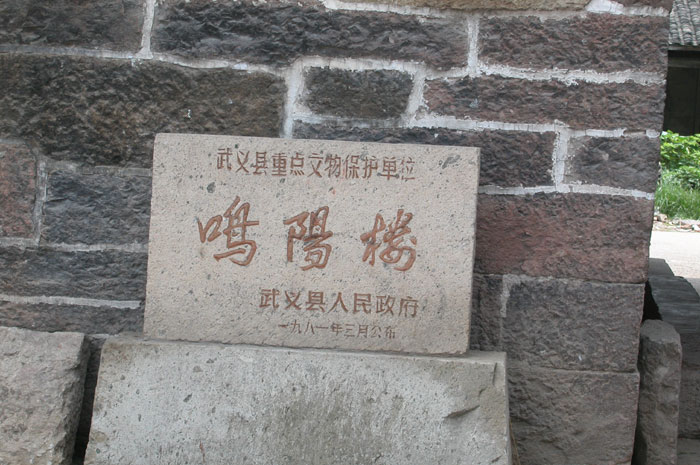 武义县重点文物保护单位
鸣陽楼
武义县人民政府
一九八一年三月公布